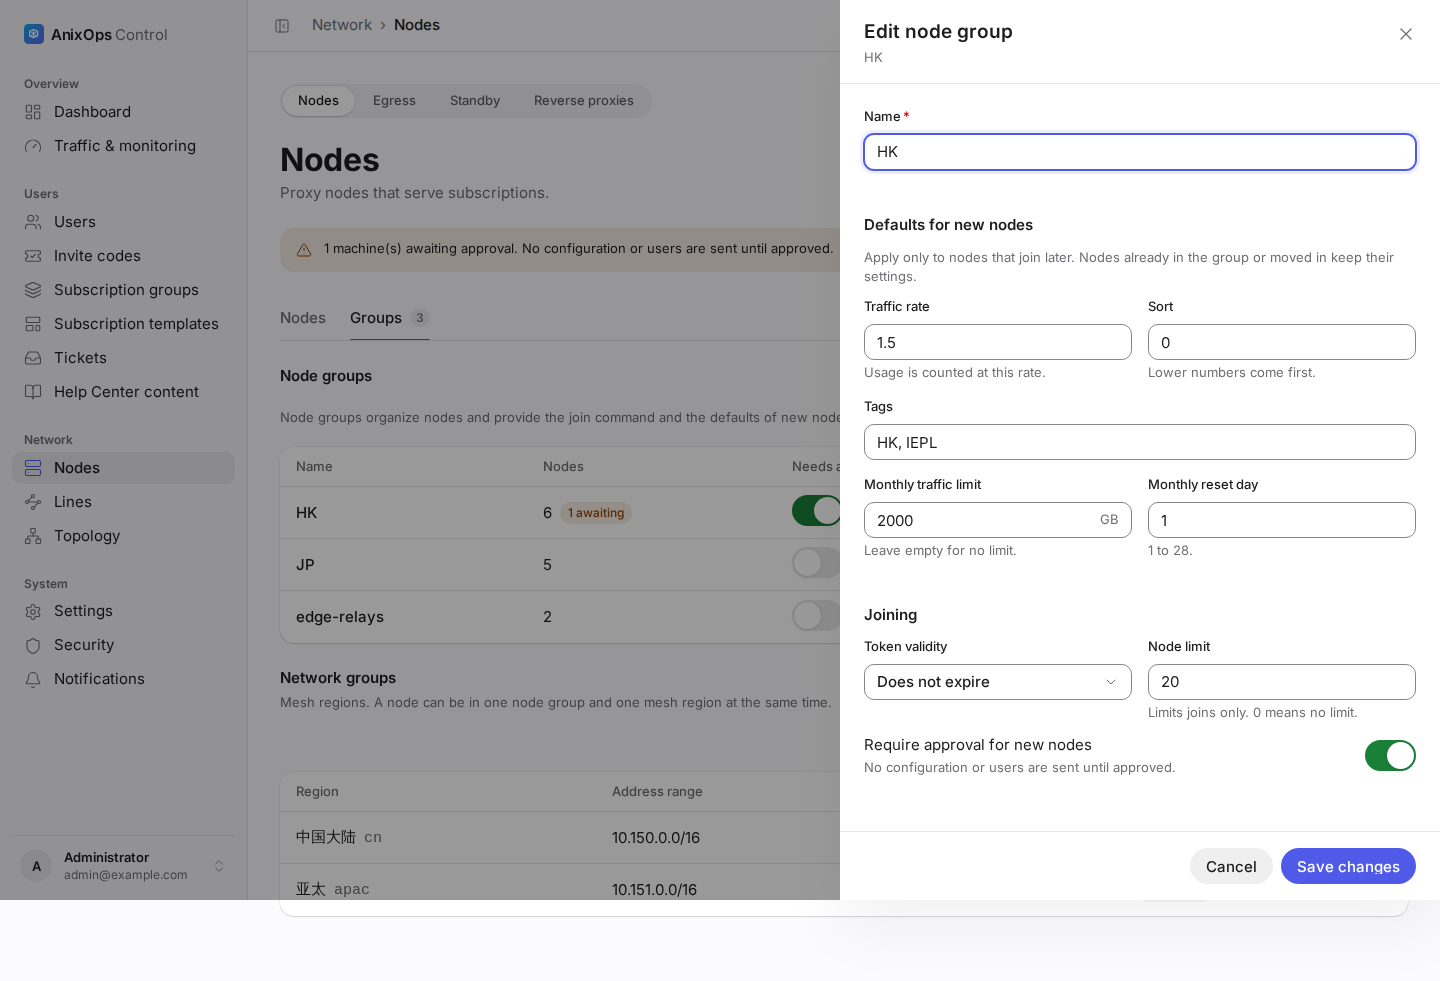 AnixOps Control
Overview
Dashboard
Traffic & monitoring
Users
Users
Invite codes
Subscription groups
Subscription templates
Tickets
Help Center content
Network
Nodes
Lines
Topology
System
Settings
Security
Notifications
A
Administrator
admin@example.com
Network › Nodes
Nodes Egress Standby Reverse proxies
Nodes
Proxy nodes that serve subscriptions.
1 machine(s) awaiting approval. No configuration or users are sent until approved.
Nodes Groups 3
Node groups
Node groups organize nodes and provide the join command and the defaults of new
Name Nodes Needs
HK 6 1 awaiting
JP 5
edge-relays 2
Network groups
Mesh regions. A node can be in one node group and one mesh region at the same time.
Region Address range
中国大陆 cn 10.150.0.0/16
亚太 apac 10.151.0.0/16
Edit node group
HK
Name *
HK
Defaults for new nodes
Apply only to nodes that join later. Nodes already in the group or moved in keep their
settings.
Traffic rate Sort
1.5 0
Usage is counted at this rate. Lower numbers come first.
Tags
HK, IEPL
Monthly traffic limit Monthly reset day
2000 GB 1
Leave empty for no limit. 1 to 28.
Joining
Token validity Node limit
Does not expire 20
Limits joins only. 0 means no limit.
Require approval for new nodes
No configuration or users are sent until approved.
Cancel Save changes